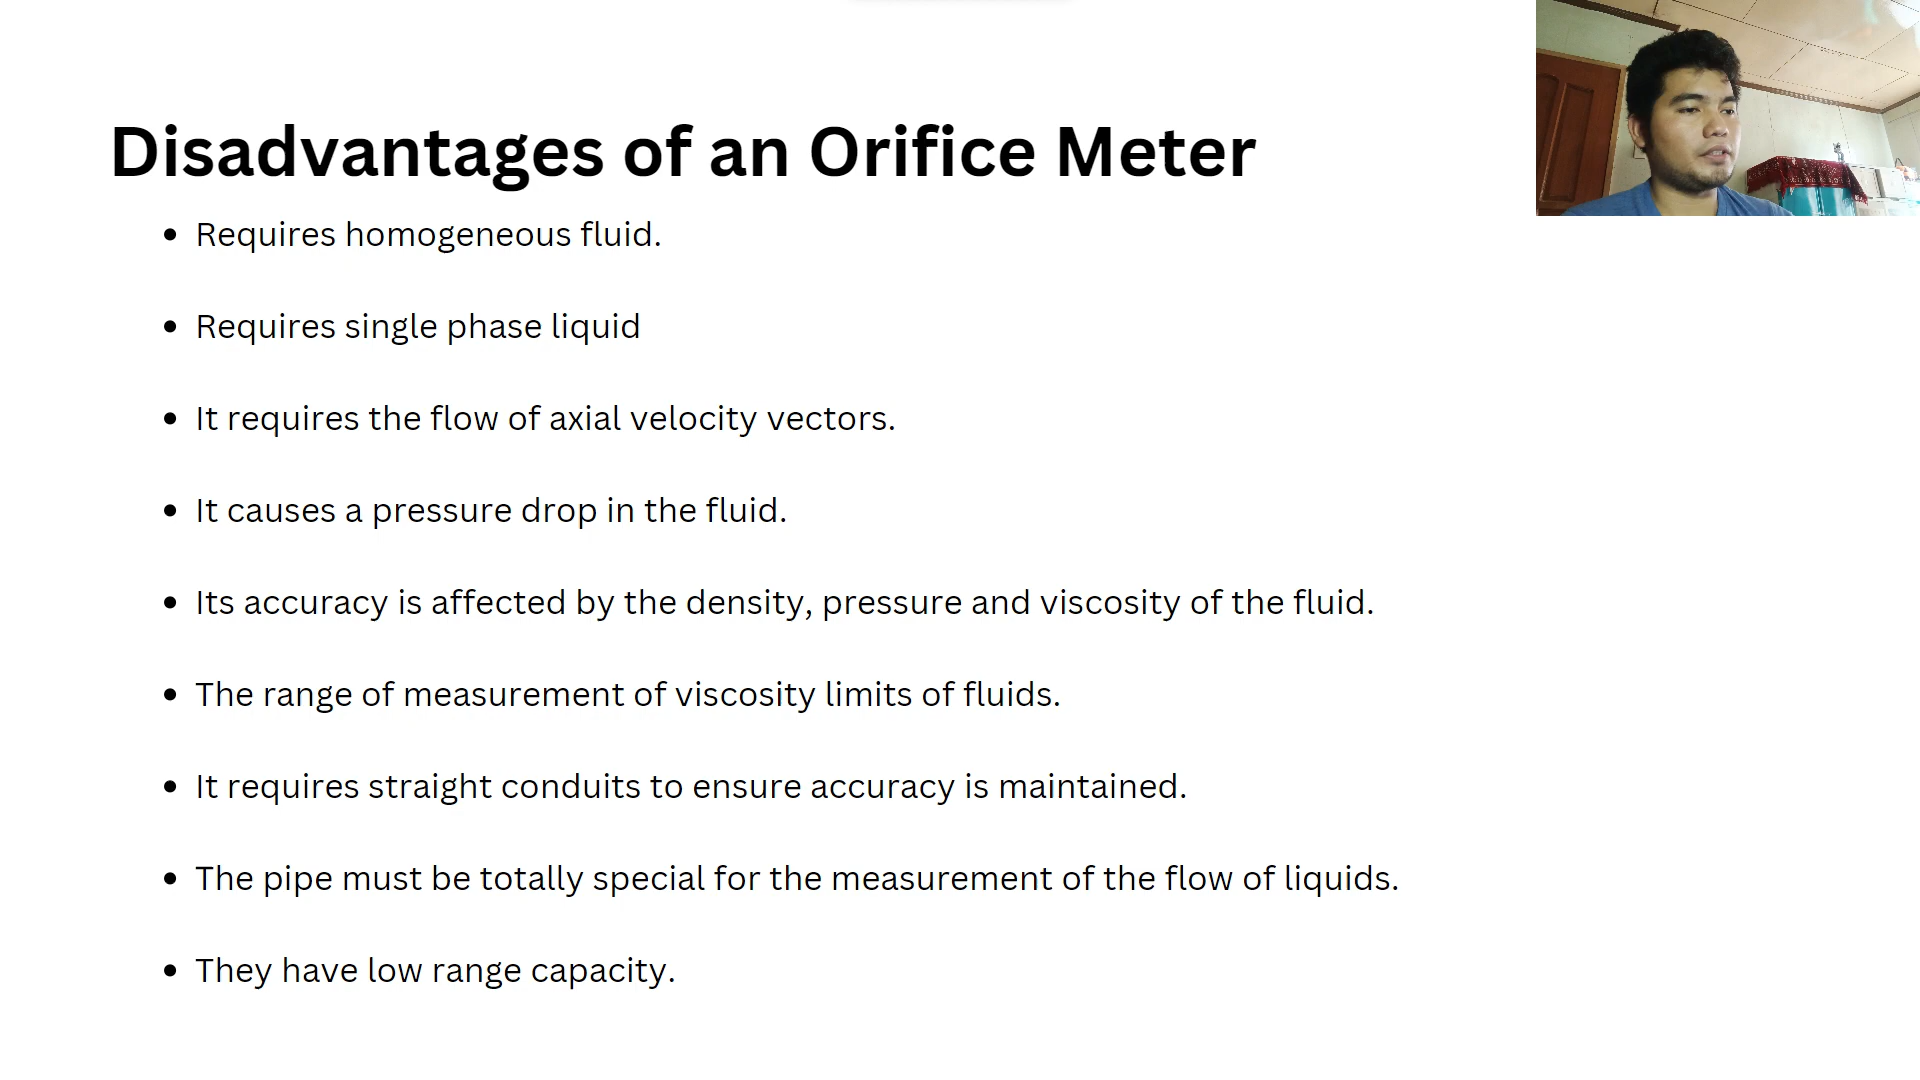 Disadvantages of an Orifice Meter
• Requires homogeneous fluid.
• Requires single phase liquid
• It requires the flow of axial velocity vectors.
• It causes a pressure drop in the fluid.
• Its accuracy is affected by the density, pressure and viscosity of the fluid.
• The range of measurement of viscosity limits of fluids.
• It requires straight conduits to ensure accuracy is maintained.
• The pipe must be totally special for the measurement of the flow of liquids.
• They have low range capacity.